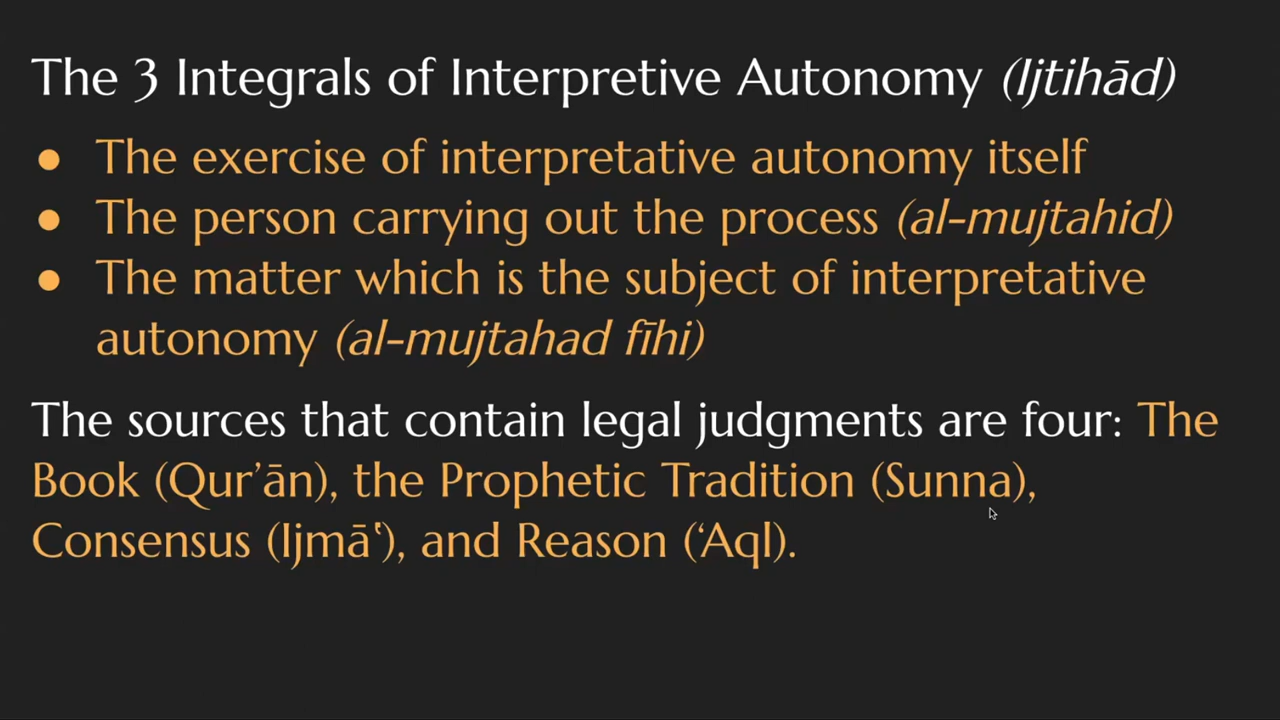 The 3 Integrals of Interpretive Autonomy (Ijtihād)
● The exercise of interpretative autonomy itself
● The person carrying out the process (al-mujtahid)
● The matter which is the subject of interpretative
autonomy (al-mujtahad fīhi)
The sources that contain legal judgments are four: The
Book (Qur’ān), the Prophetic Tradition (Sunna),
Consensus (Ijmāʽ), and Reason (‘Aql).